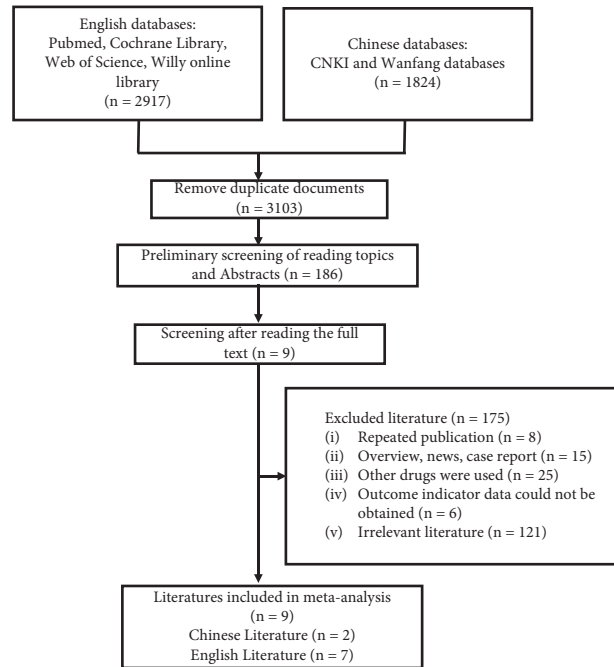 English databases:
Pubmed, Cochrane Library,
Web of Science, Willy online
library
(n = 2917)
Chinese databases:
CNKI and Wanfang databases
(n = 1824)
Remove duplicate documents
(n = 3103)
Preliminary screening of reading topics
and Abstracts (n = 186)
Screening after reading the full
text (n = 9)
Excluded literature (n = 175)
(i) Repeated publication (n = 8)
(ii) Overview, news, case report (n = 15)
(iii) Other drugs were used (n = 25)
(iv) Outcome indicator data could not be
obtained (n = 6)
(v) Irrelevant literature (n = 121)
Literatures included in meta-analysis
(n = 9)
Chinese Literature (n = 2)
English Literature (n = 7)